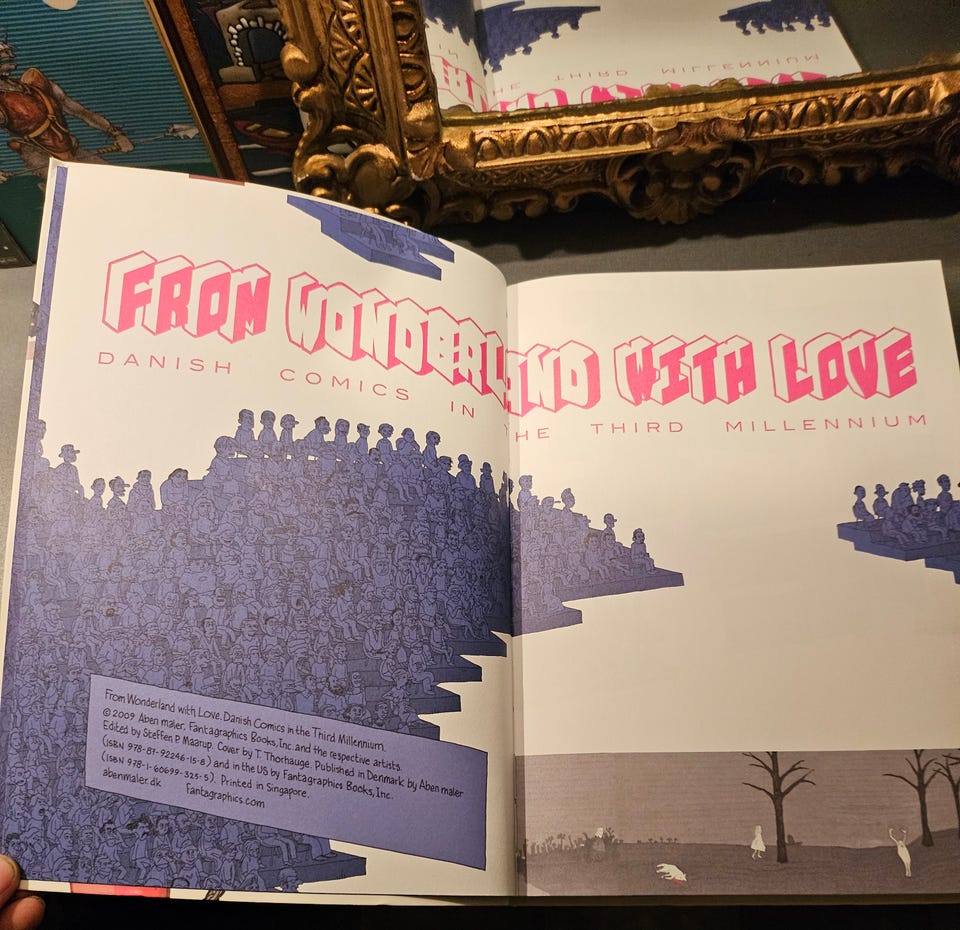 FROM WONDERLAND WITH LOVE
DANISH COMICS IN THE THIRD MILLENNIUM
From Wonderland with Love. Danish Comics in the Third Millennium.
©2009 Aben maler, Fantagraphics Books, Inc. and the respective artists.
Edited by Steffen P. Maarup. Cover by T. Thorhauge. Published in Denmark by Aben maler
(ISBN 978-87-92246-15-8) and in the US by Fantagraphics Books, Inc.
(ISBN 978-1-60699-325-5). Printed in Singapore.
abenmaler.dk Fantagraphics.com